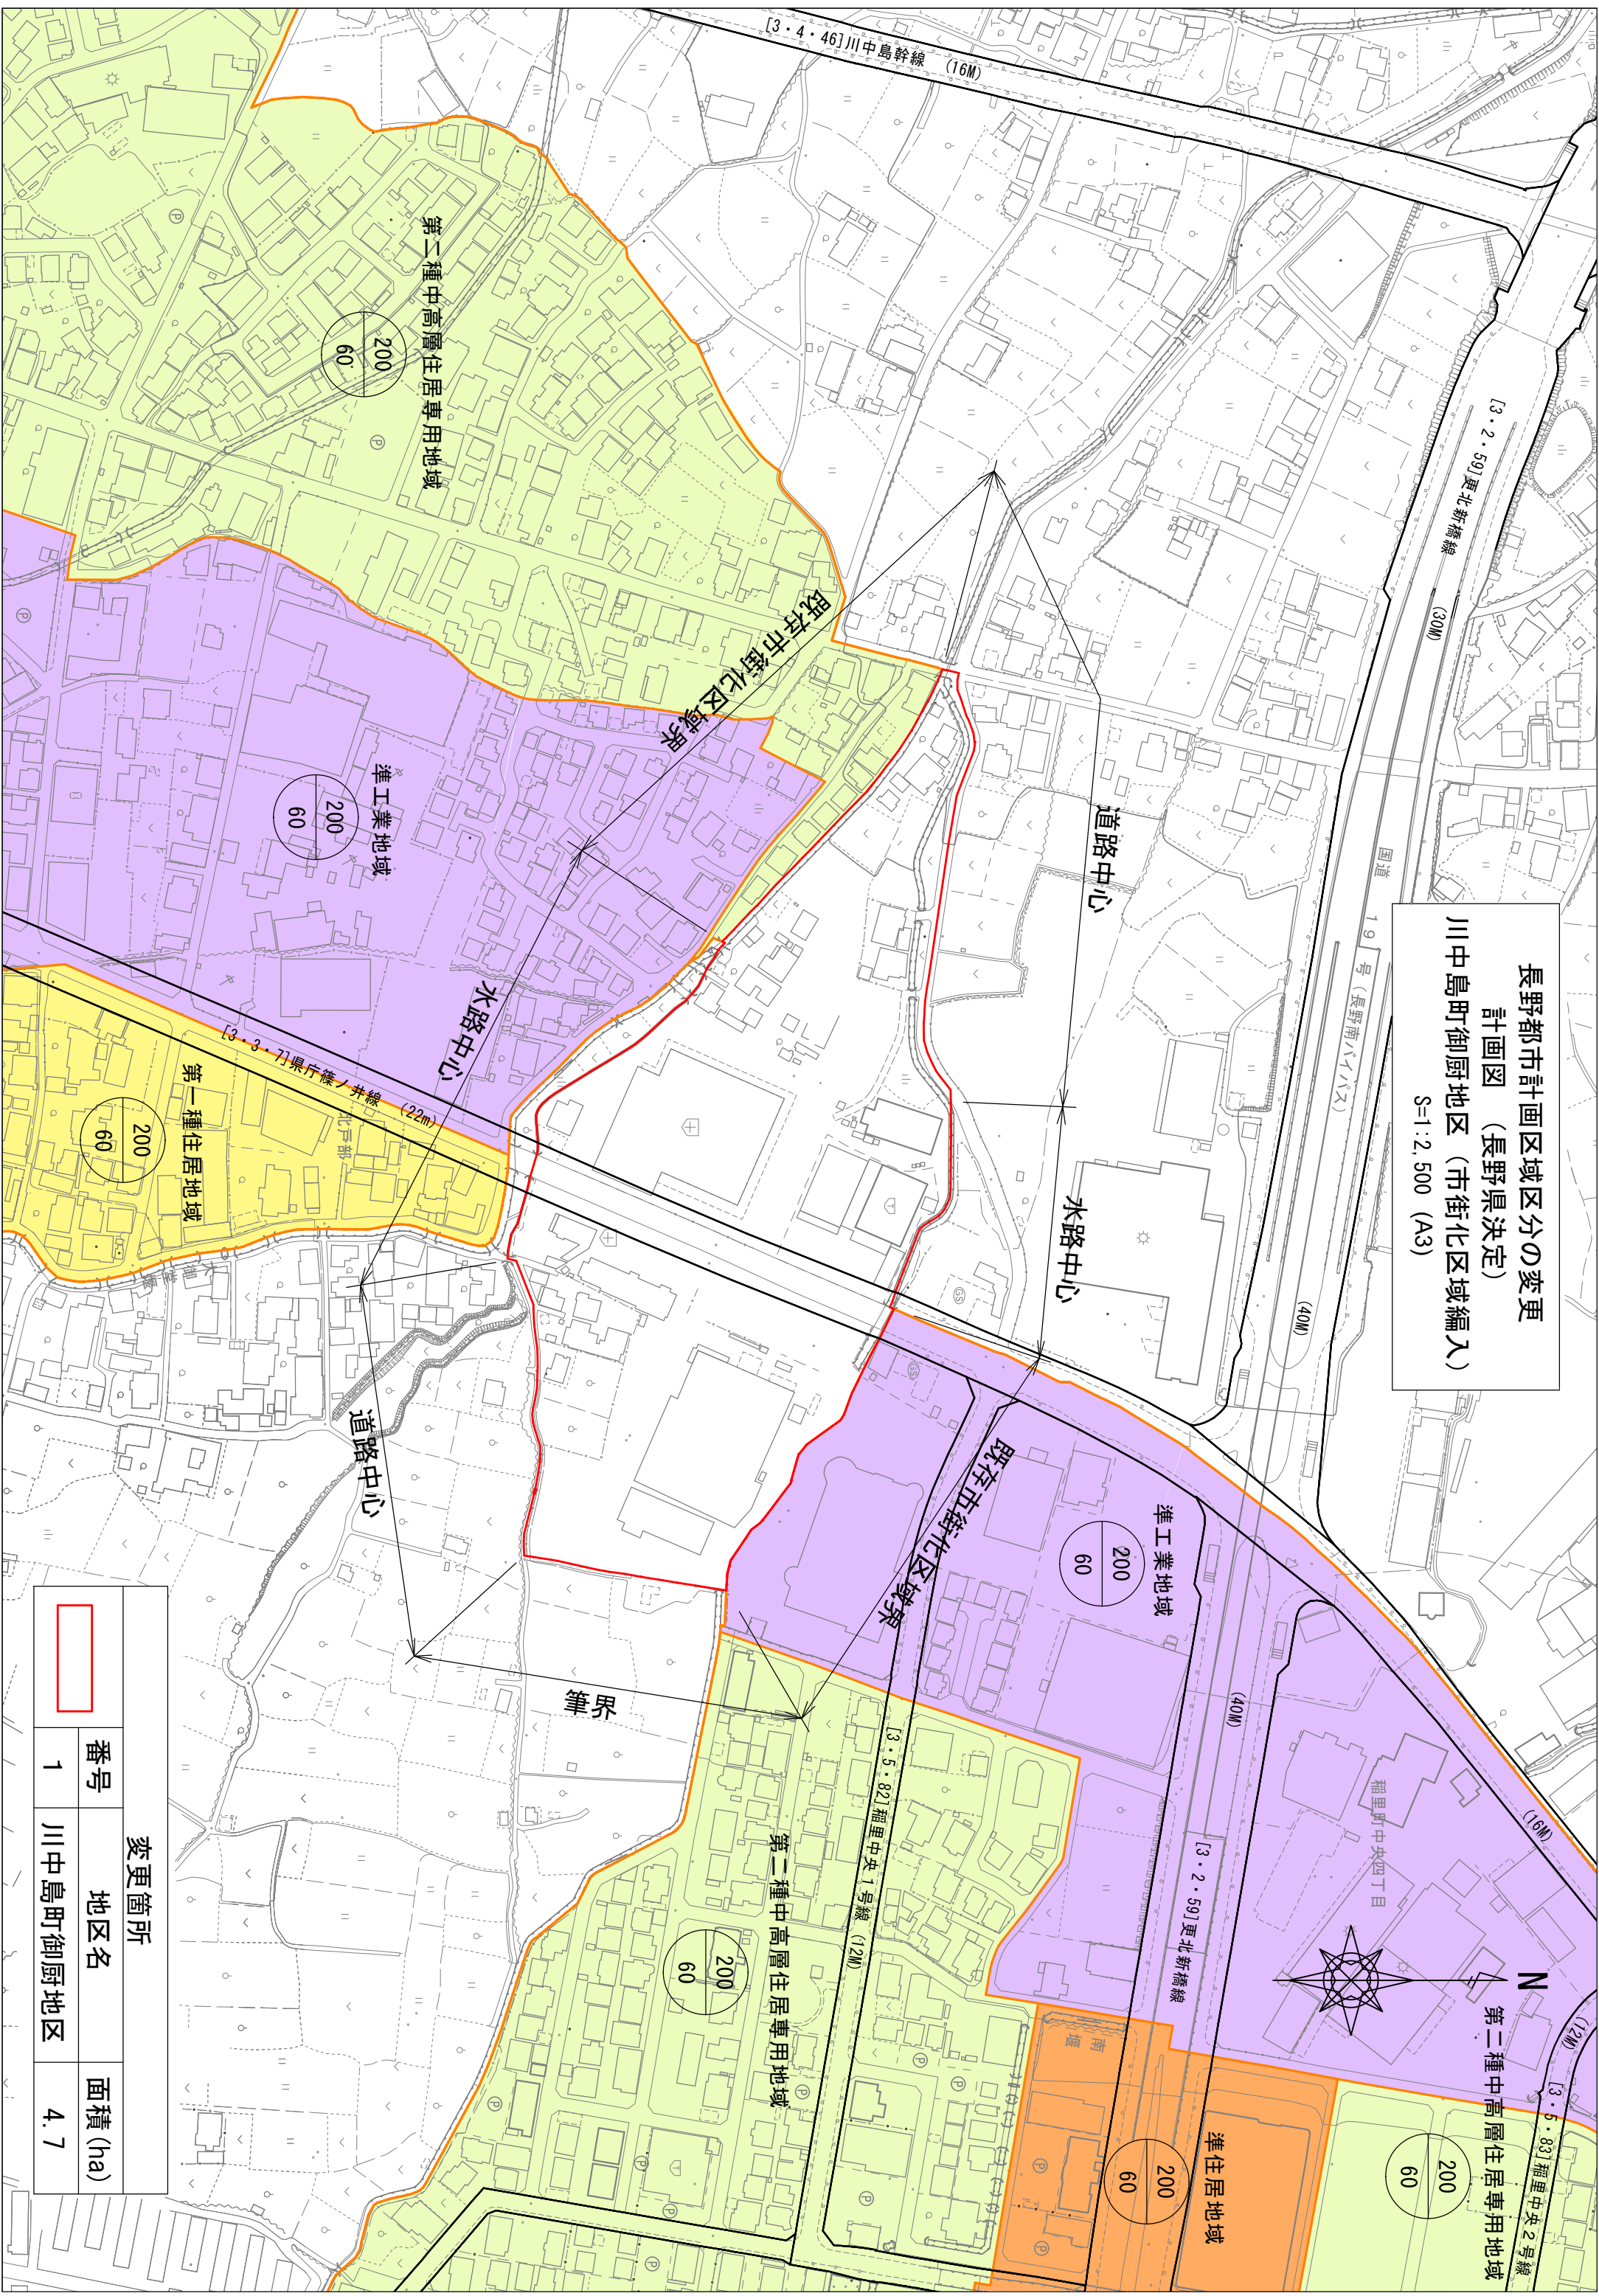 長野都市計画区域区分の変更
計画図 （長野県決定）
川中島町御厨地区（市街化区域編入）
S=1:2,500 (A3)
[3・4・46]川中島幹線 (16M)
[3・2・59]更北新橋線
(30M)
国道 19 号（長野南バイパス）
(40M)
第二種中高層住居専用地域
200
60
既存市街化区域界
道路中心
水路中心
準工業地域
200
60
水路中心
[3・3・7]県庁篠ノ井線 (22m)
第一種住居地域
200
60
北戸部
道路中心
筆界
既存市街化区域界
準工業地域
200
60
(40M)
[3・2・59]更北新橋線
稲里町中央四丁目
(16M)
N
(12M)
[3・5・83]稲里中央2号線
第二種中高層住居専用地域
200
60
[3・5・82]稲里中央1号線 (12M)
第二種中高層住居専用地域
200
60
南
堰
準住居地域
200
60
GS
GS
変更箇所
番号 地区名 面積(ha)
1 川中島町御厨地区 4.7